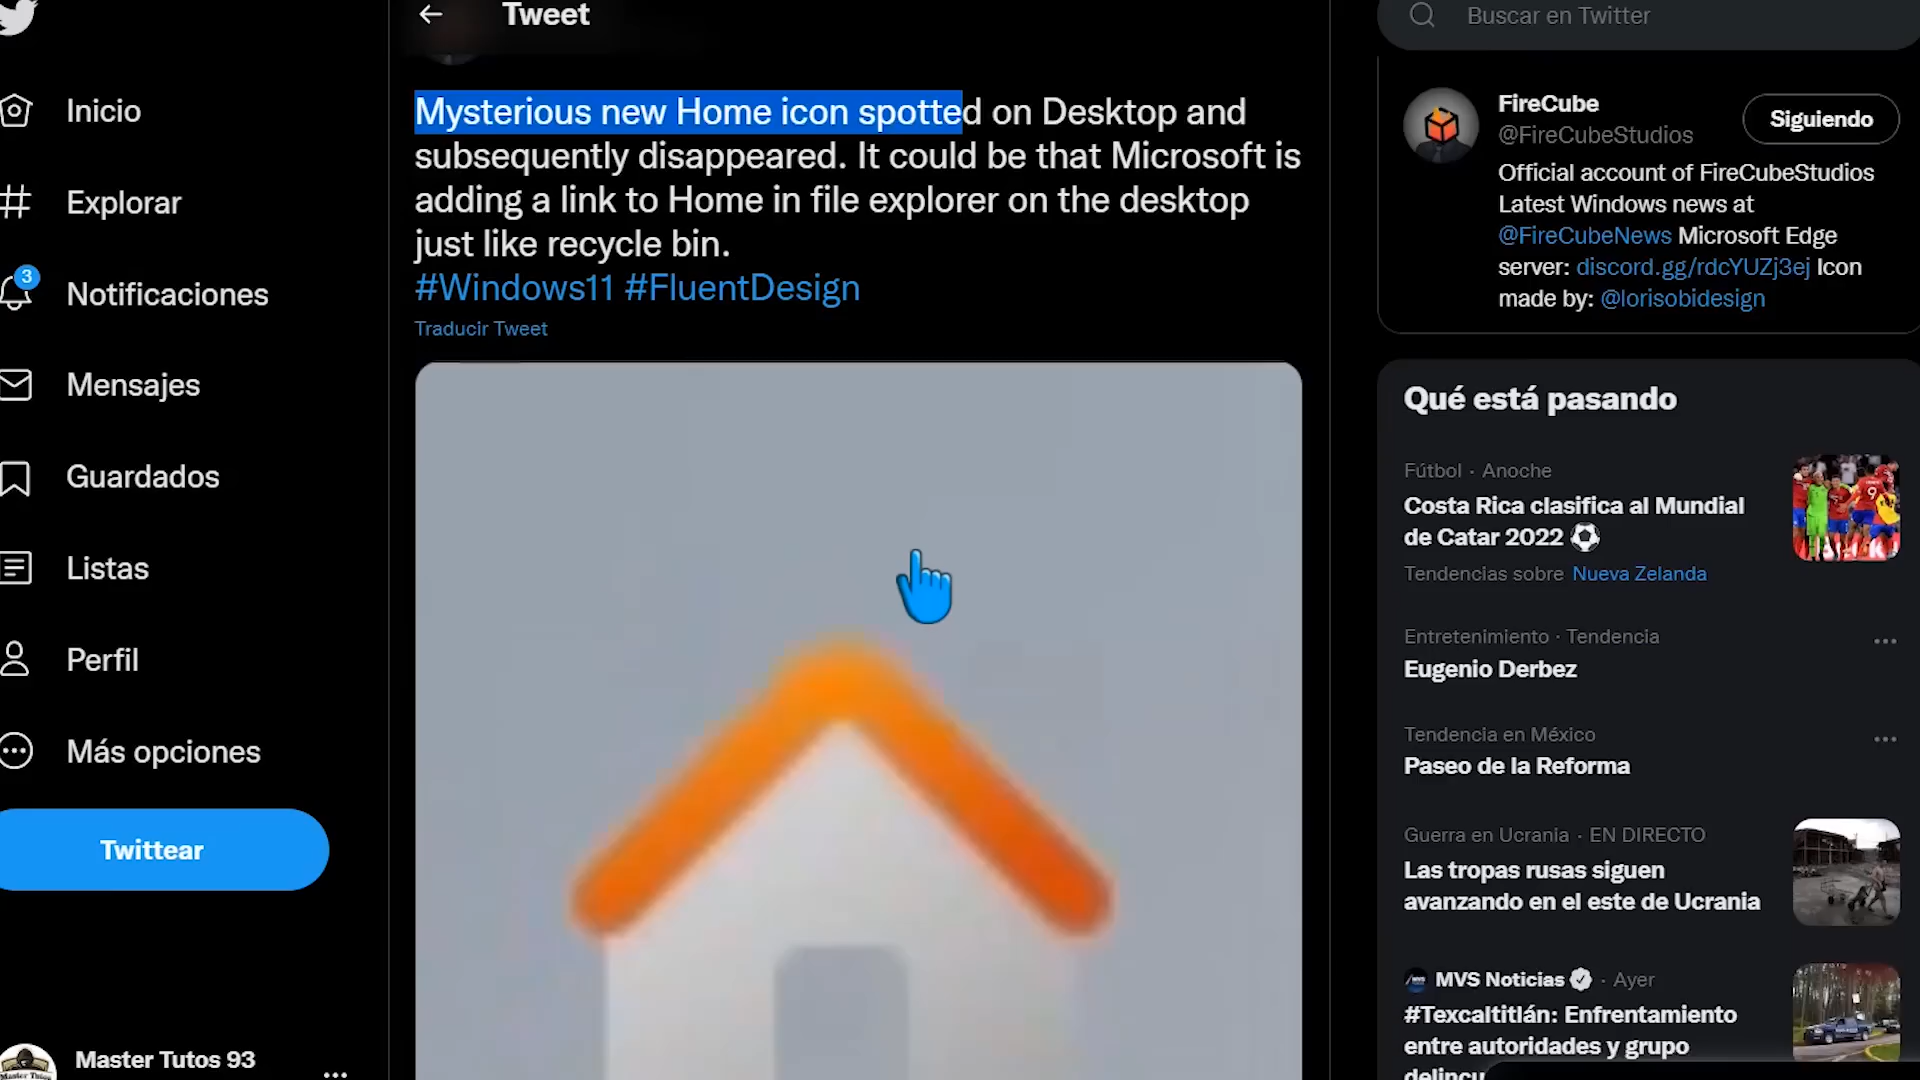 Tweet
Buscar en Twitter
Inicio
Explorar
3
Notificaciones
Mensajes
Guardados
Listas
Perfil
Más opciones
Twittear
Master Tutos 93
Mysterious new Home icon spotted on Desktop and
subsequently disappeared. It could be that Microsoft is
adding a link to Home in file explorer on the desktop
just like recycle bin.
#Windows11 #FluentDesign
Traducir Tweet
FireCube
@FireCubeStudios
Siguiendo
Official account of FireCubeStudios
Latest Windows news at
@FireCubeNews Microsoft Edge
server: discord.gg/rdcYUZj3ej Icon
made by: @lorisobidesign
Qué está pasando
Fútbol · Anoche
Costa Rica clasifica al Mundial
de Catar 2022
Tendencias sobre Nueva Zelanda
Entretenimiento · Tendencia
Eugenio Derbez
Tendencia en México
Paseo de la Reforma
Guerra en Ucrania · EN DIRECTO
Las tropas rusas siguen
avanzando en el este de Ucrania
MVS Noticias · Ayer
#Texcaltitlán: Enfrentamiento
entre autoridades y grupo